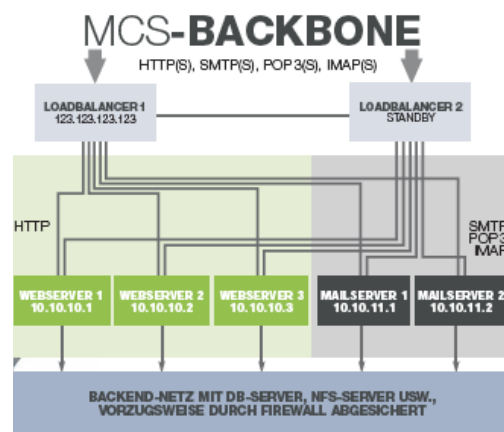 MCS-BACKBONE
HTTP(S), SMTP(S), POP3(S), IMAP(S)
LOADBALANCER 1
123.123.123.123
LOADBALANCER 2
STANDBY
HTTP
SMTP
POP3
IMAP
WEBSERVER 1
10.10.10.1
WEBSERVER 2
10.10.10.2
WEBSERVER 3
10.10.10.3
MAILSERVER 1
10.10.11.1
MAILSERVER 2
10.10.11.2
BACKEND-NETZ MIT DB-SERVER, NFS-SERVER USW.,
VORZUGSWEISE DURCH FIREWALL ABGESICHERT